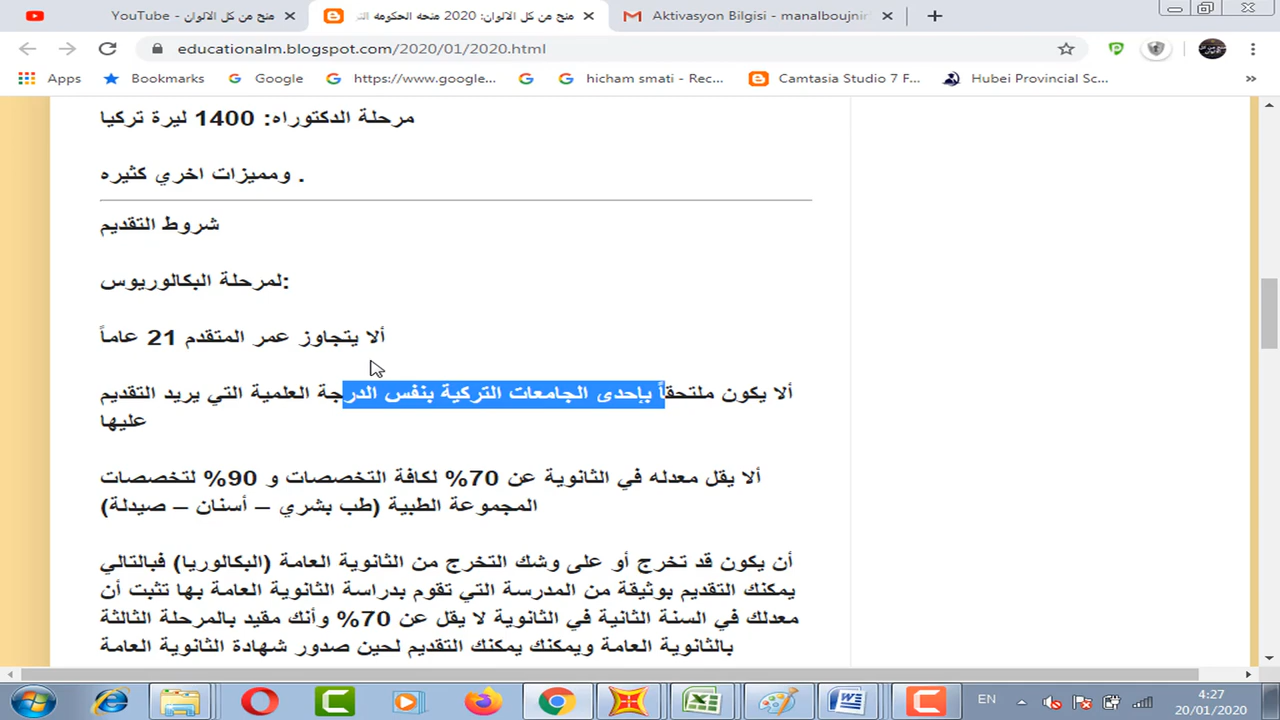 منح من كل الالوان - YouTube
منح من كل الالوان: 2020 منحه الحكومه التر
Aktivasyon Bilgisi - manalboujnir
educationalm.blogspot.com/2020/01/2020.html
Apps
Bookmarks
Google
https://www.google...
hicham smati - Rec...
Camtasia Studio 7 F...
Hubei Provincial Sc...
»
مرحلة الدكتوراه: 1400 ليرة تركيا
ومميزات اخري كثيره .
شروط التقديم
لمرحلة البكالوريوس:
ألا يتجاوز عمر المتقدم 21 عاماً
ألا يكون ملتحقاً بإحدى الجامعات التركية بنفس الدرجة العلمية التي يريد التقديم
عليها
ألا يقل معدله في الثانوية عن 70% لكافة التخصصات و 90% لتخصصات
المجموعة الطبية (طب بشري – أسنان – صيدلة)
أن يكون قد تخرج أو على وشك التخرج من الثانوية العامة (البكالوريا) فبالتالي
يمكنك التقديم بوثيقة من المدرسة التي تقوم بدراسة الثانوية العامة بها تثبت أن
معدلك في السنة الثانية في الثانوية لا يقل عن 70% وأنك مقيد بالمرحلة الثالثة
بالثانوية العامة ويمكنك يمكنك التقديم لحين صدور شهادة الثانوية العامة
EN
4:27
20/01/2020